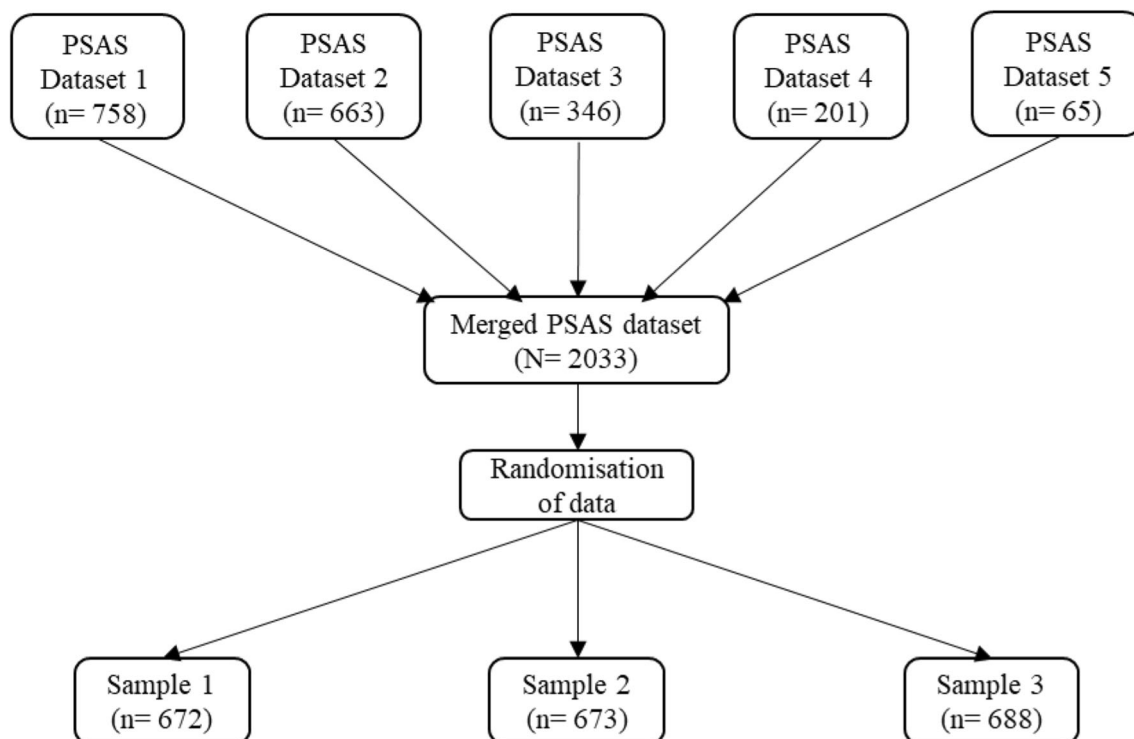 PSAS
Dataset 1
(n= 758)
PSAS
Dataset 2
(n= 663)
PSAS
Dataset 3
(n= 346)
PSAS
Dataset 4
(n= 201)
PSAS
Dataset 5
(n= 65)
Merged PSAS dataset
(N= 2033)
Randomisation
of data
Sample 1
(n= 672)
Sample 2
(n= 673)
Sample 3
(n= 688)